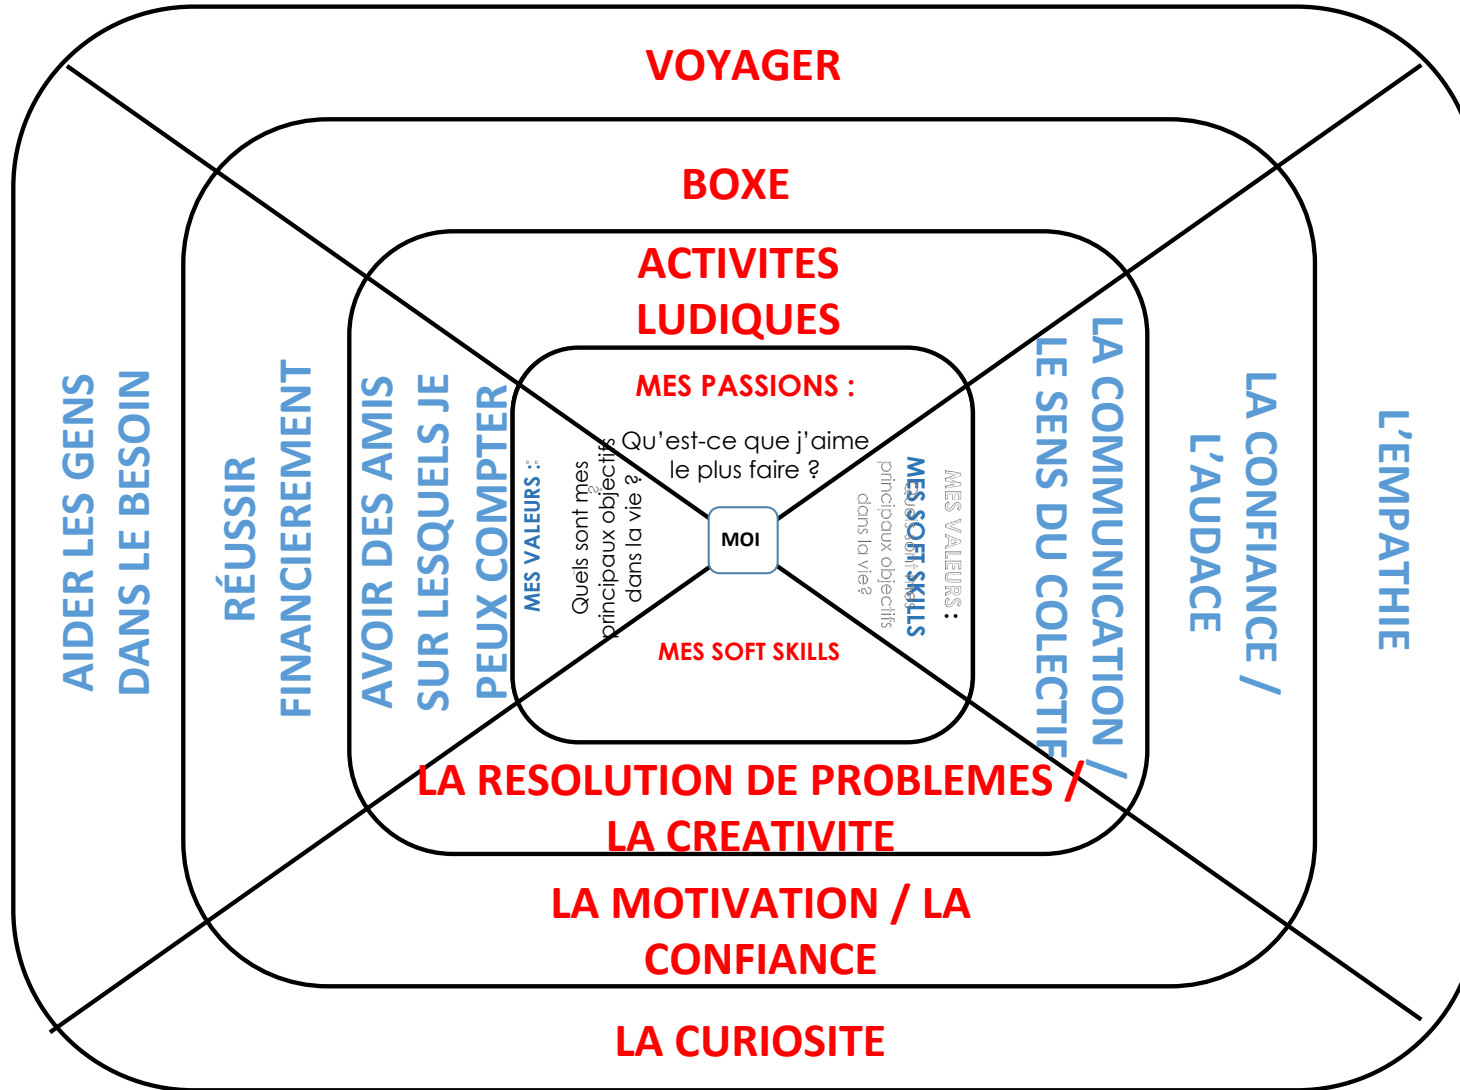 VOYAGER
BOXE
ACTIVITES
LUDIQUES
MES PASSIONS :
Qu’est-ce que j’aime
le plus faire ?
AIDER LES GENS
DANS LE BESOIN
RÉUSSIR
FINANCIEREMENT
AVOIR DES AMIS
SUR LESQUELS JE
PEUX COMPTER
MES VALEURS :
Quels sont mes
principaux objectifs
dans la vie ?
MOI
MES VALEURS :
MES SOFT SKILLS
Quels sont mes
principaux objectifs
dans la vie?
LA COMMUNICATION /
LE SENS DU COLECTIF
LA CONFIANCE /
L’AUDACE
L’EMPATHIE
MES SOFT SKILLS
LA RESOLUTION DE PROBLEMES /
LA CREATIVITE
LA MOTIVATION / LA
CONFIANCE
LA CURIOSITE